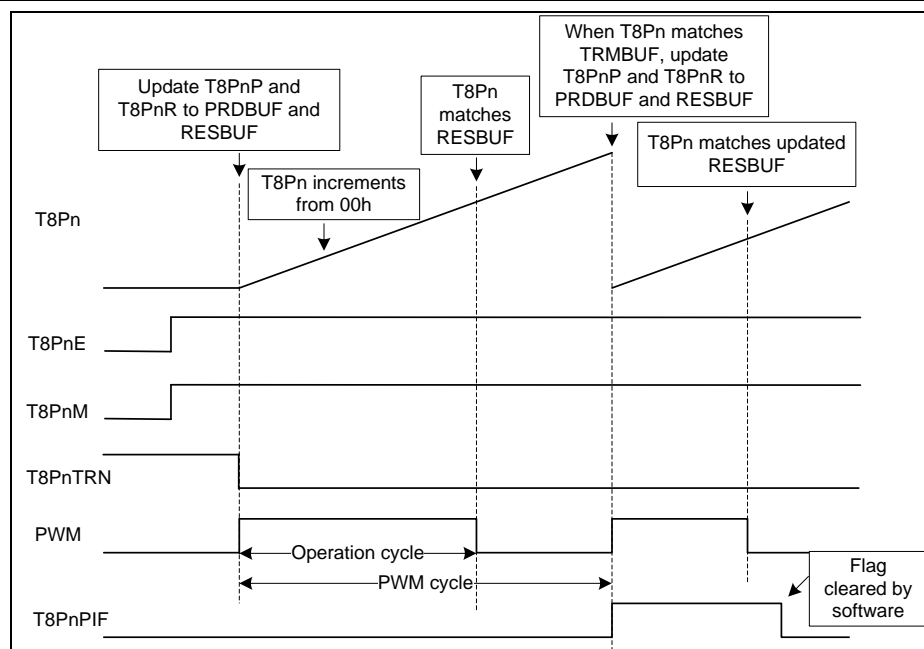 When T8Pn matches
TRMBUF, update
T8PnP and T8PnR to
PRDBUF and RESBUF
Update T8PnP and
T8PnR to PRDBUF and
RESBUF
T8Pn
matches
RESBUF
T8Pn matches updated
RESBUF
T8Pn increments
from 00h
T8Pn
T8PnE
T8PnM
T8PnTRN
PWM
Operation cycle
PWM cycle
Flag
cleared by
software
T8PnPIF